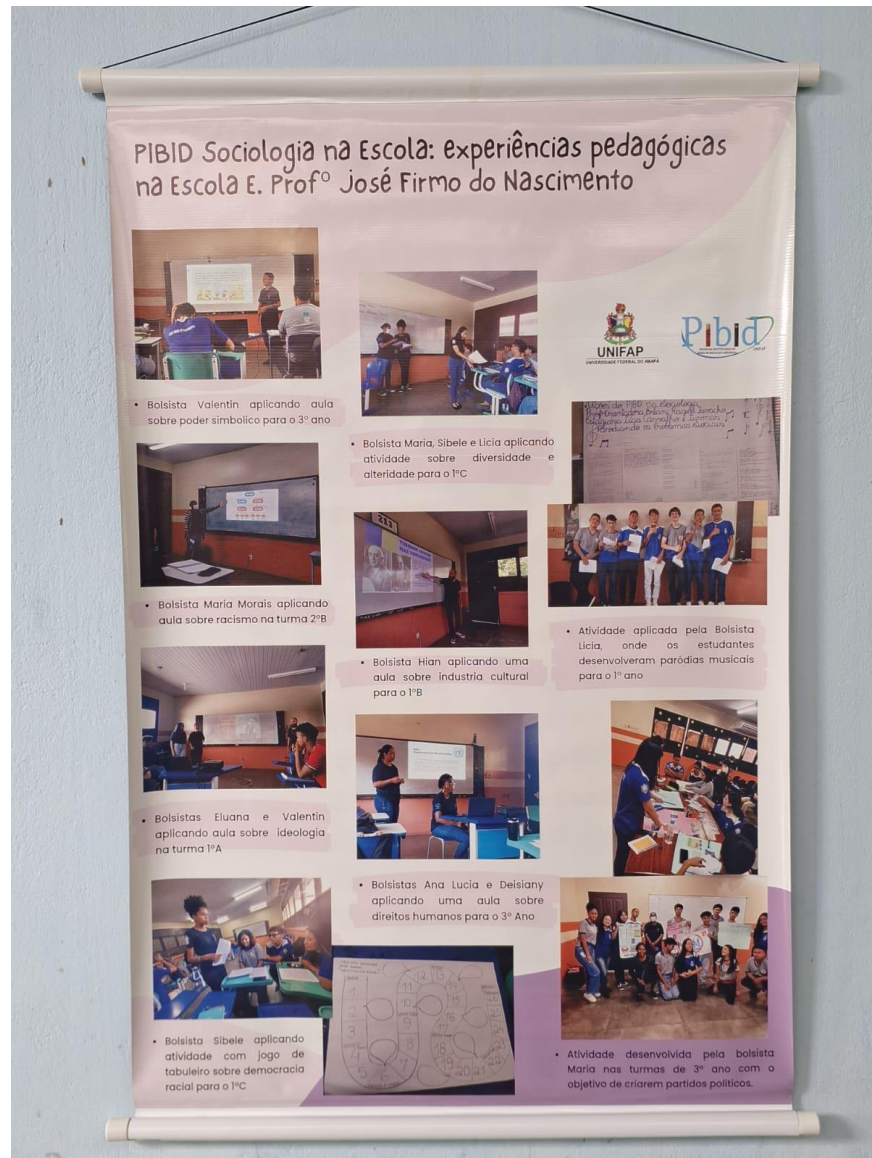 PIBID Sociologia na Escola: experiências pedagógicas
na Escola E. Profº José Firmo do Nascimento
UNIFAP
UNIVERSIDADE FEDERAL DO AMAPÁ
Pibid
UNIFAP
• Bolsista Valentin aplicando aula
sobre poder simbolico para o 3º ano
• Bolsista Maria, Sibele e Licia aplicando
atividade sobre diversidade e
alteridade para o 1ºC
• Bolsista Maria Morais aplicando
aula sobre racismo na turma 2ºB
• Bolsista Hian aplicando uma
aula sobre industria cultural
para o 1ºB
• Atividade aplicada pela Bolsista
Licia, onde os estudantes
desenvolveram paródias musicais
para o 1º ano
• Bolsistas Eluana e Valentin
aplicando aula sobre ideologia
na turma 1ºA
• Bolsistas Ana Lucia e Deisiany
aplicando uma aula sobre
direitos humanos para o 3º Ano
• Bolsista Sibele aplicando
atividade com jogo de
tabuleiro sobre democracia
racial para o 1ºC
• Atividade desenvolvida pela bolsista
Maria nas turmas de 3º ano com o
objetivo de criarem partidos políticos.